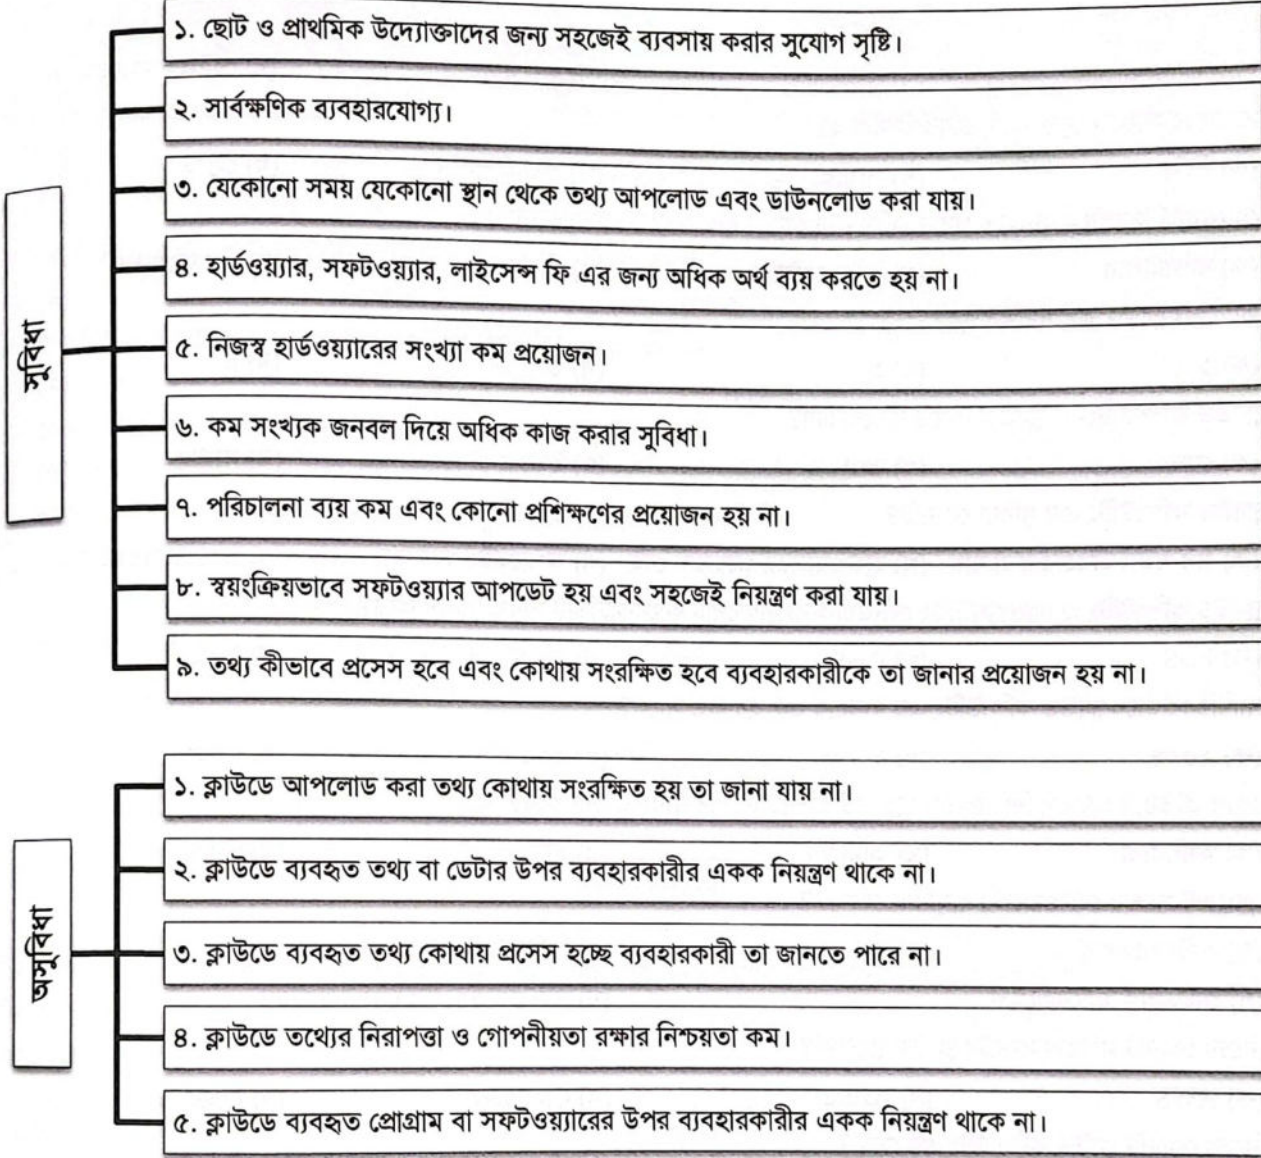 সুবিধা
১. ছোট ও প্রাথমিক উদ্যোক্তাদের জন্য সহজেই ব্যবসায় করার সুযোগ সৃষ্টি।
২. সার্বক্ষণিক ব্যবহারযোগ্য।
৩. যেকোনো সময় যেকোনো স্থান থেকে তথ্য আপলোড এবং ডাউনলোড করা যায়।
৪. হার্ডওয়্যার, সফটওয়্যার, লাইসেন্স ফি এর জন্য অধিক অর্থ ব্যয় করতে হয় না।
৫. নিজস্ব হার্ডওয়্যারের সংখ্যা কম প্রয়োজন।
৬. কম সংখ্যক জনবল দিয়ে অধিক কাজ করার সুবিধা।
৭. পরিচালনা ব্যয় কম এবং কোনো প্রশিক্ষণের প্রয়োজন হয় না।
৮. স্বয়ংক্রিয়ভাবে সফটওয়্যার আপডেট হয় এবং সহজেই নিয়ন্ত্রণ করা যায়।
৯. তথ্য কীভাবে প্রসেস হবে এবং কোথায় সংরক্ষিত হবে ব্যবহারকারীকে তা জানার প্রয়োজন হয় না।
অসুবিধা
১. ক্লাউডে আপলোড করা তথ্য কোথায় সংরক্ষিত হয় তা জানা যায় না।
২. ক্লাউডে ব্যবহৃত তথ্য বা ডেটার উপর ব্যবহারকারীর একক নিয়ন্ত্রণ থাকে না।
৩. ক্লাউডে ব্যবহৃত তথ্য কোথায় প্রসেস হচ্ছে ব্যবহারকারী তা জানতে পারে না।
৪. ক্লাউডে তথ্যের নিরাপত্তা ও গোপনীয়তা রক্ষার নিশ্চয়তা কম।
৫. ক্লাউডে ব্যবহৃত প্রোগ্রাম বা সফটওয়্যারের উপর ব্যবহারকারীর একক নিয়ন্ত্রণ থাকে না।